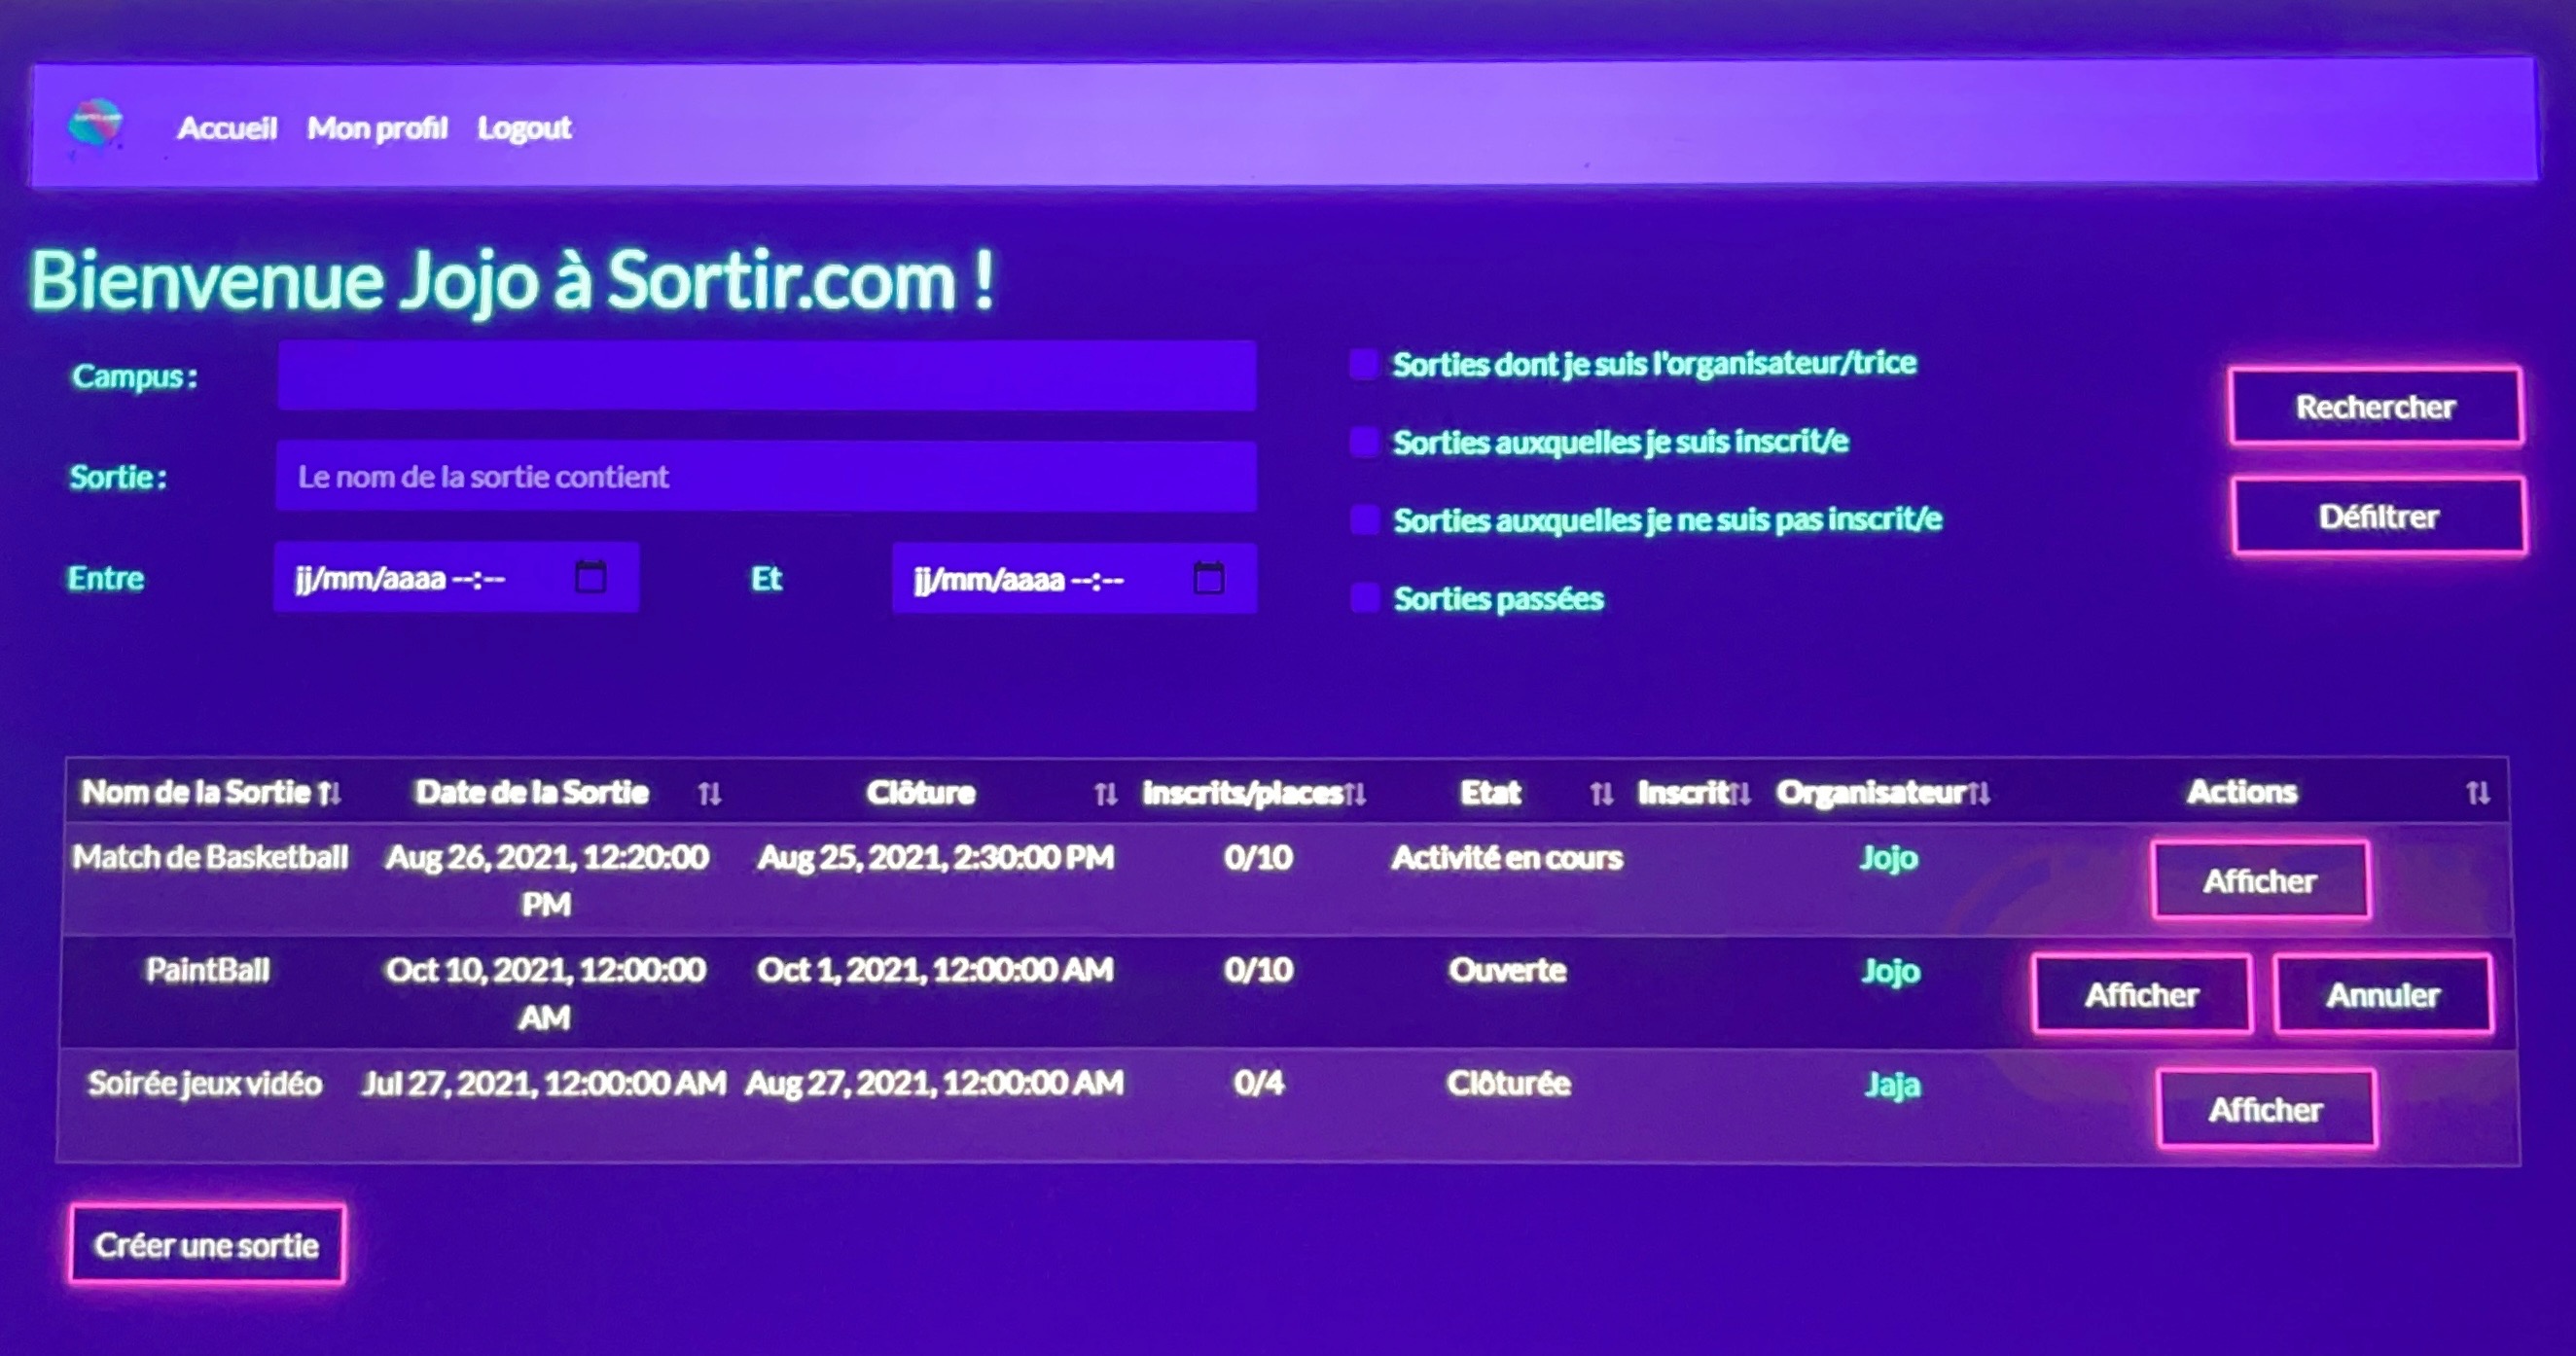 Accueil Mon profil Logout
Bienvenue Jojo à Sortir.com !
Campus :
Sorties dont je suis l'organisateur/trice
Rechercher
Sorties auxquelles je suis inscrit/e
Sortie : Le nom de la sortie contient
Sorties auxquelles je ne suis pas inscrit/e
Défiltrer
Entre jj/mm/aaaa --:-- Et jj/mm/aaaa --:--
Sorties passées
Nom de la Sortie Date de la Sortie Clôture Inscrits/places Etat Inscrit Organisateur Actions
Match de Basketball Aug 26, 2021, 12:20:00 Aug 25, 2021, 2:30:00 PM 0/10 Activité en cours Jojo Afficher
PM
PaintBall Oct 10, 2021, 12:00:00 Oct 1, 2021, 12:00:00 AM 0/10 Ouverte Jojo Afficher Annuler
AM
Soirée jeux vidéo Jul 27, 2021, 12:00:00 AM Aug 27, 2021, 12:00:00 AM 0/4 Clôturée Jaja Afficher
Créer une sortie